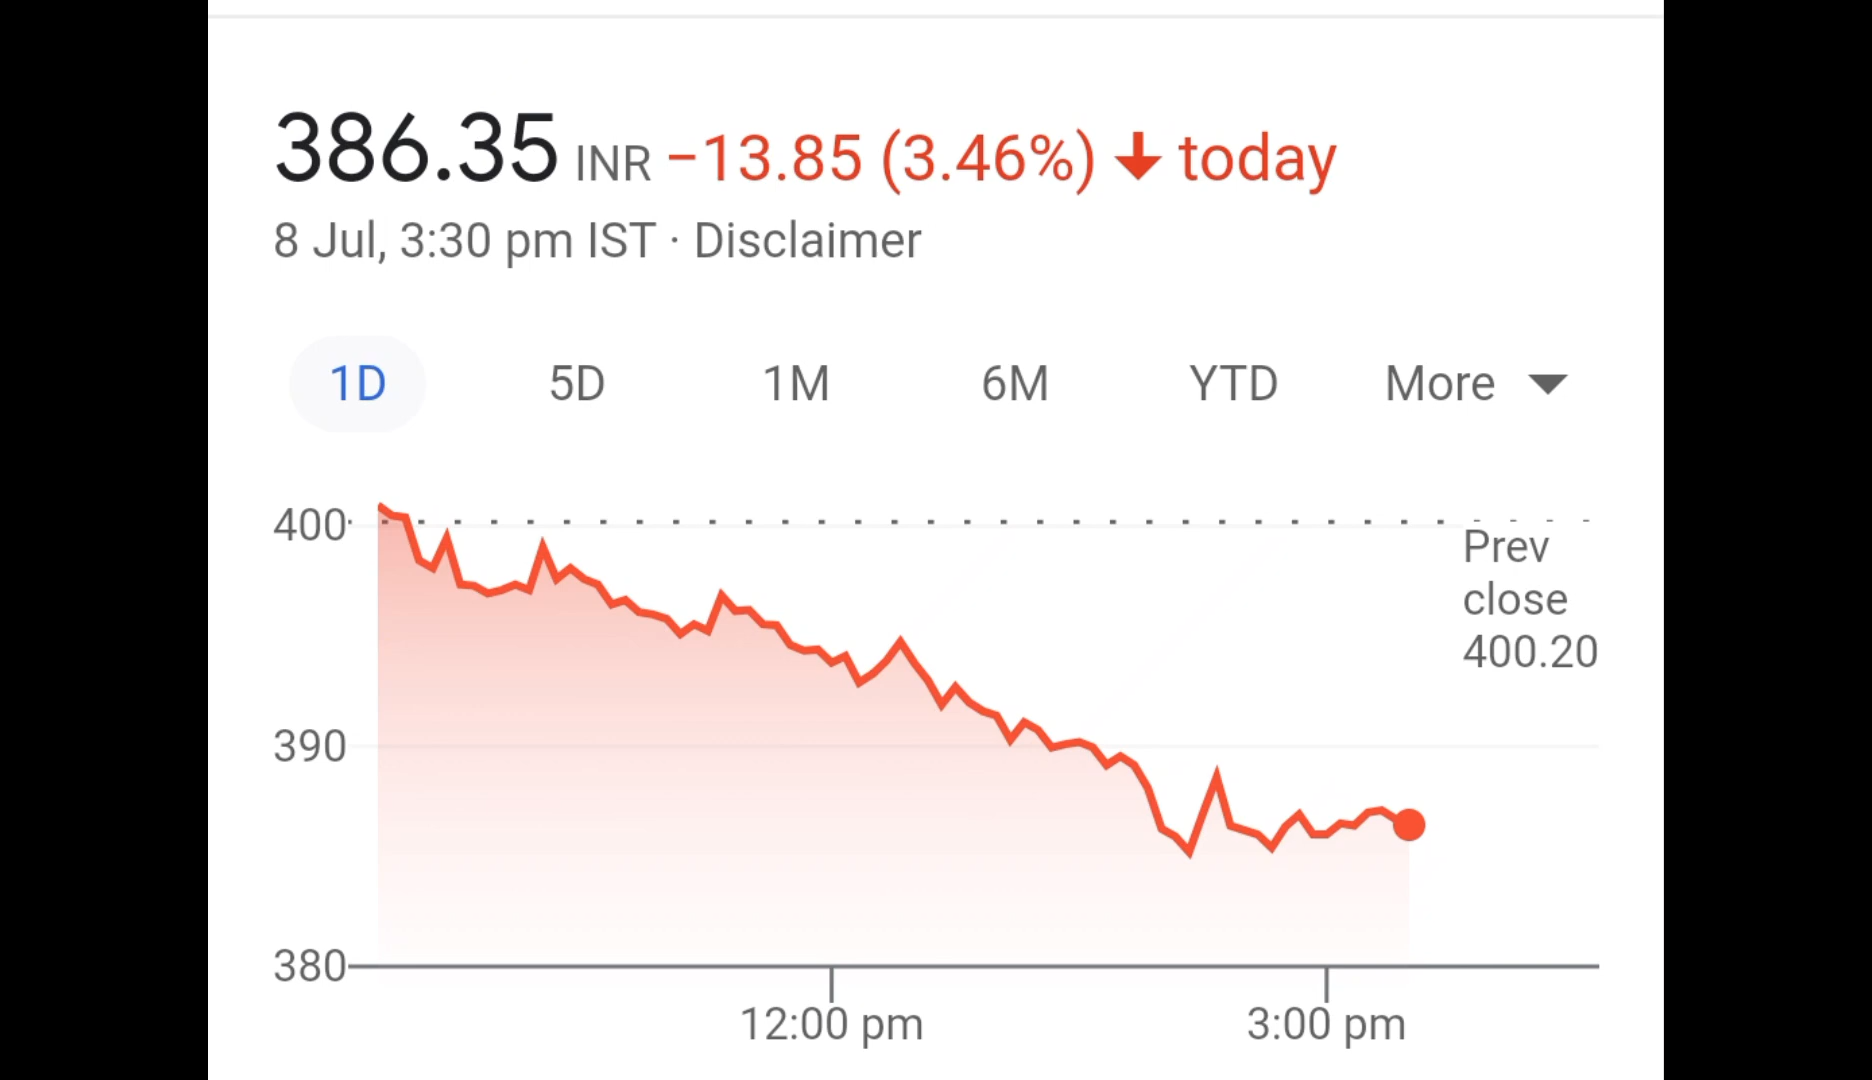 386.35 INR −13.85 (3.46%) ↓ today
8 Jul, 3:30 pm IST · Disclaimer
1D 5D 1M 6M YTD More
400
Prev
close
400.20
390
380
12:00 pm 3:00 pm